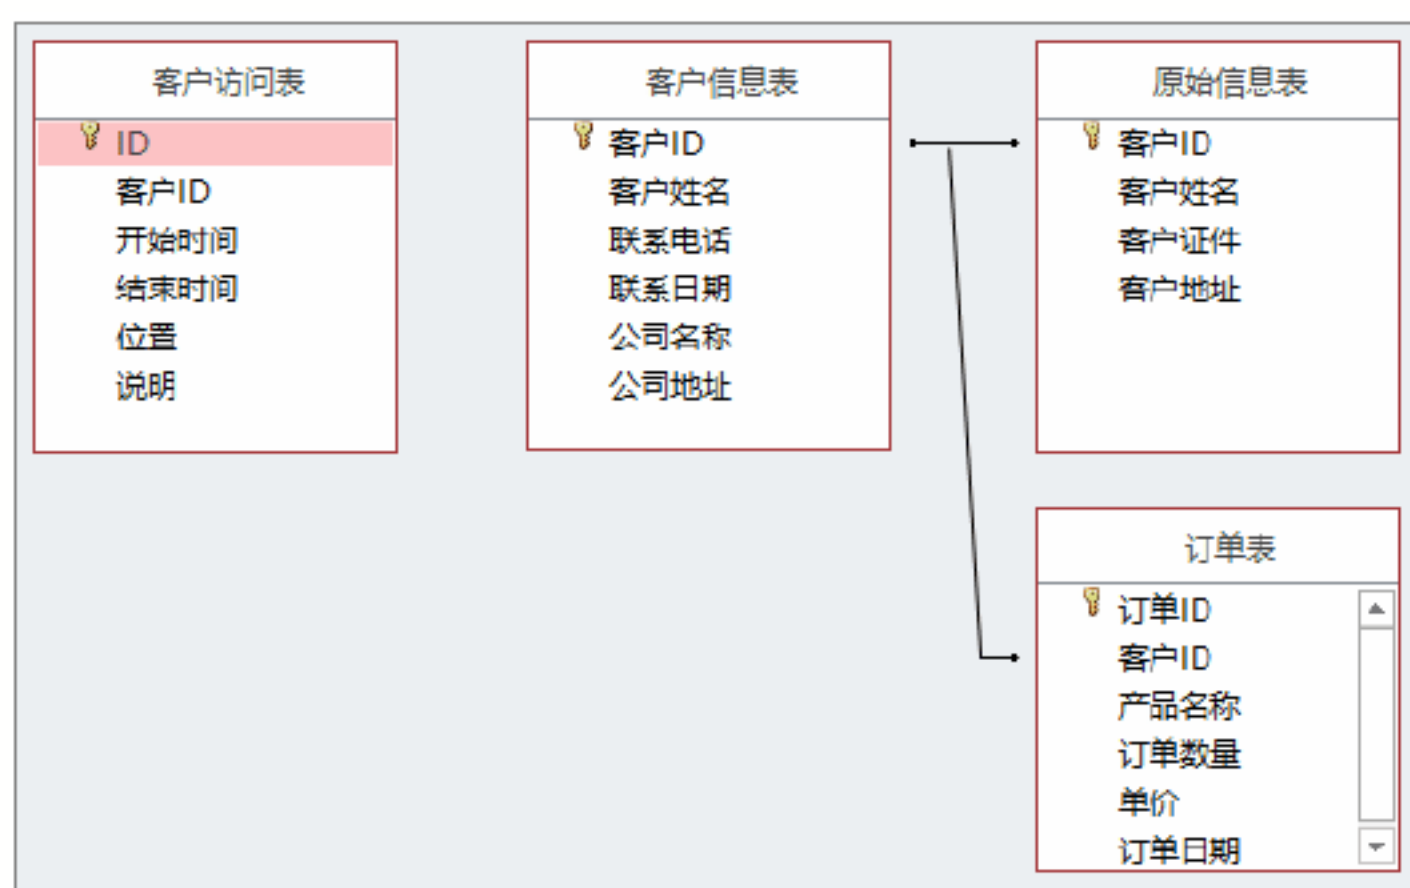 客户访问表
ID
客户ID
开始时间
结束时间
位置
说明
客户信息表
客户ID
客户姓名
联系电话
联系日期
公司名称
公司地址
原始信息表
客户ID
客户姓名
客户证件
客户地址
订单表
订单ID
客户ID
产品名称
订单数量
单价
订单日期